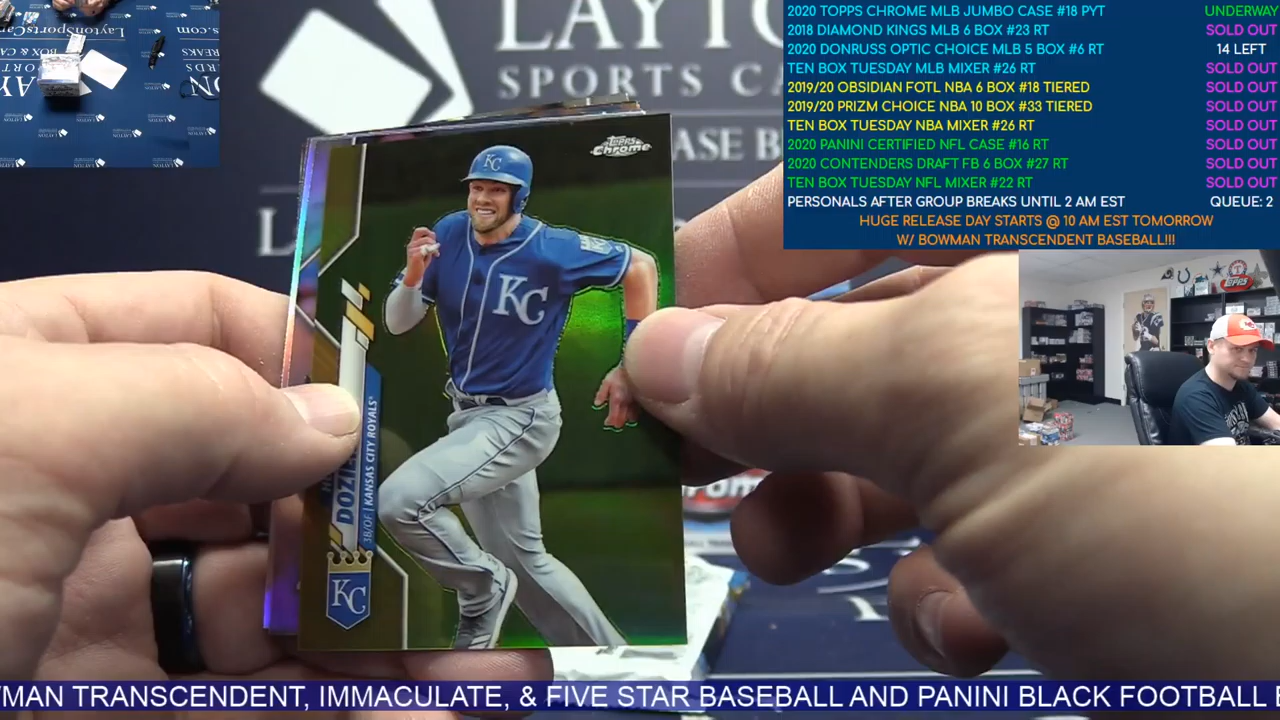 LaytonSportsCar
LAYTO
SPORTS CA
ASE B
2020 TOPPS CHROME MLB JUMBO CASE #18 PYT UNDERWAY
2018 DIAMOND KINGS MLB 6 BOX #23 RT SOLD OUT
2020 DONRUSS OPTIC CHOICE MLB 5 BOX #6 RT 14 LEFT
TEN BOX TUESDAY MLB MIXER #26 RT SOLD OUT
2019/20 OBSIDIAN FOTL NBA 6 BOX #18 TIERED SOLD OUT
2019/20 PRIZM CHOICE NBA 10 BOX #33 TIERED SOLD OUT
TEN BOX TUESDAY NBA MIXER #26 RT SOLD OUT
2020 PANINI CERTIFIED NFL CASE #16 RT SOLD OUT
2020 CONTENDERS DRAFT FB 6 BOX #27 RT SOLD OUT
TEN BOX TUESDAY NFL MIXER #22 RT SOLD OUT
PERSONALS AFTER GROUP BREAKS UNTIL 2 AM EST QUEUE: 2
HUGE RELEASE DAY STARTS @ 10 AM EST TOMORROW
W/ BOWMAN TRANSCENDENT BASEBALL!!!
Topps Chrome
KC
KC
DOZIE
3B/OF | KANSAS CITY ROYALS
KC
TOPPS
MAN TRANSCENDENT, IMMACULATE, & FIVE STAR BASEBALL AND PANINI BLACK FOOTBALL